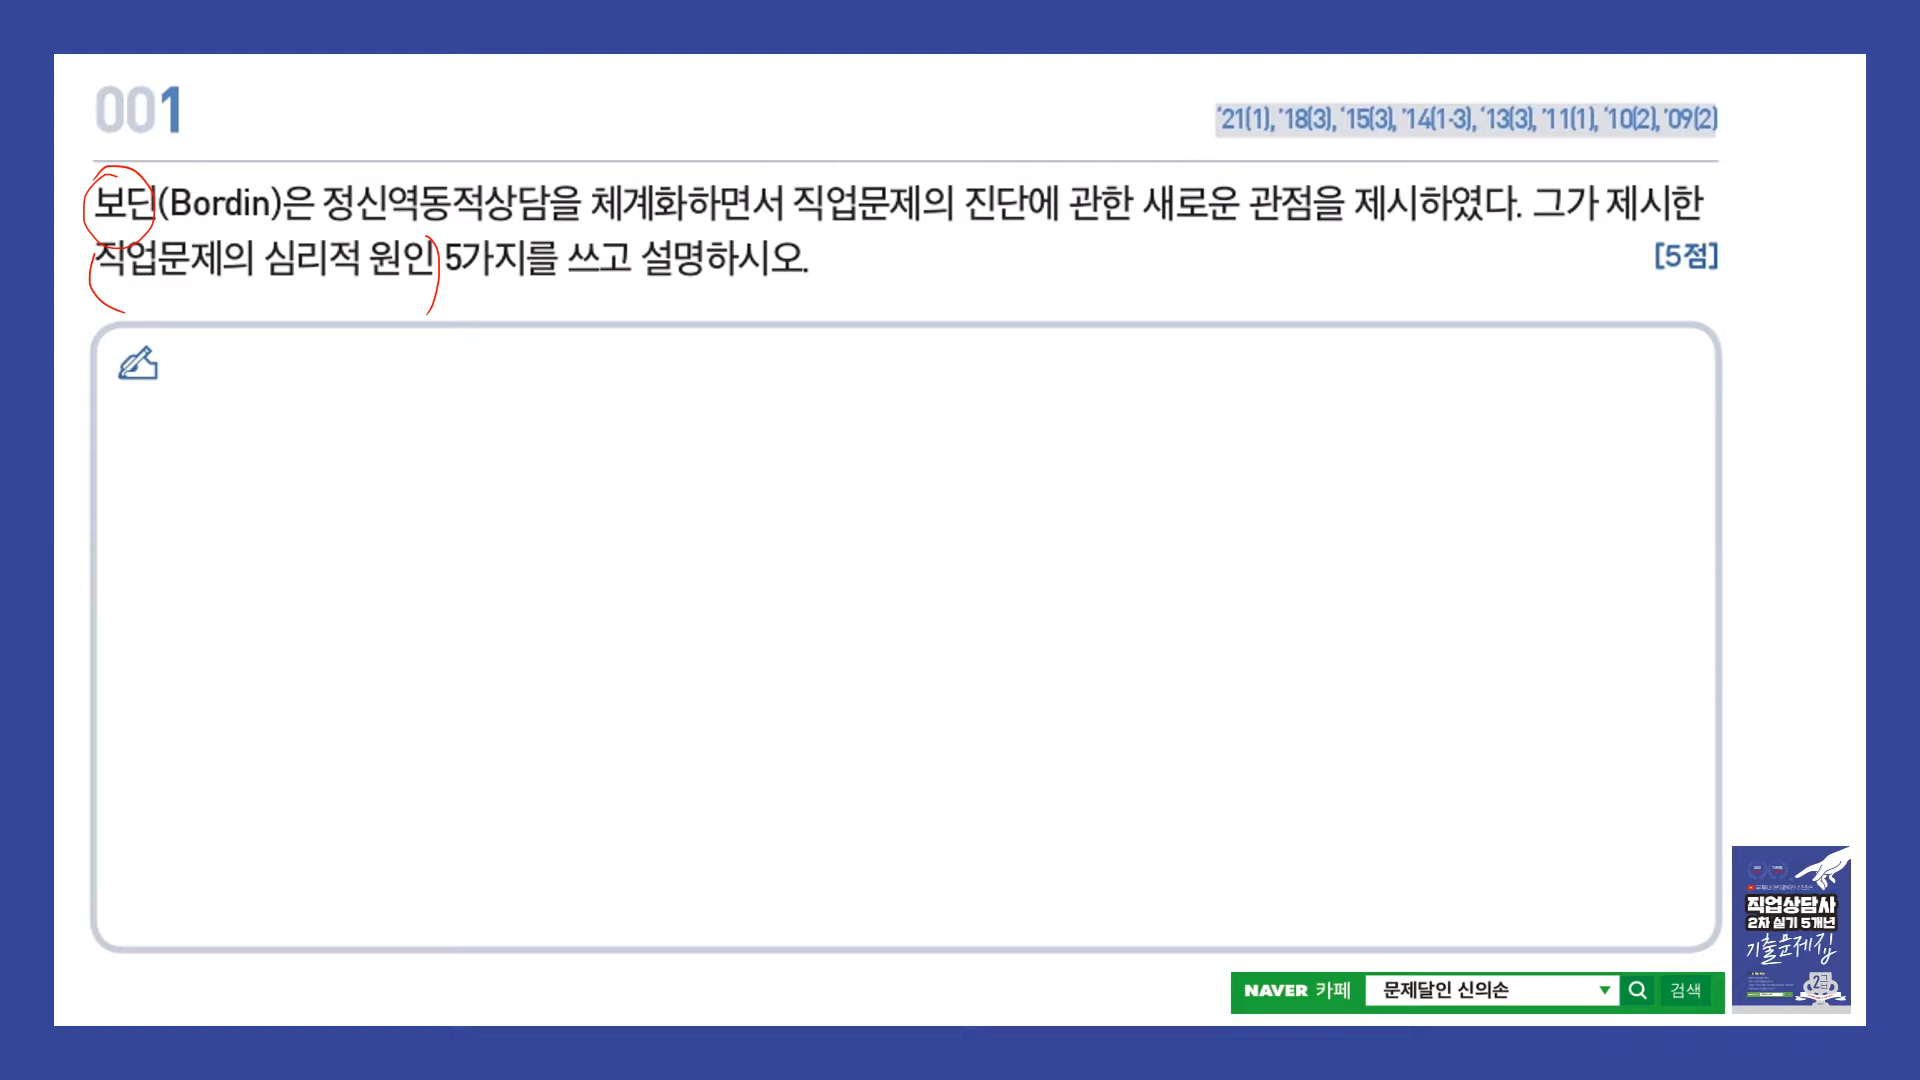 001
'21(1), '18(3), '15(3), '14(1·3), '13(3), '11(1), '10(2), '09(2)
보딘(Bordin)은 정신역동적상담을 체계화하면서 직업문제의 진단에 관한 새로운 관점을 제시하였다. 그가 제시한
직업문제의 심리적 원인 5가지를 쓰고 설명하시오.
[5점]
직업상담사
2차 실기 5개년
기출문제집
2급
NAVER 카페 문제달인 신의손 검색